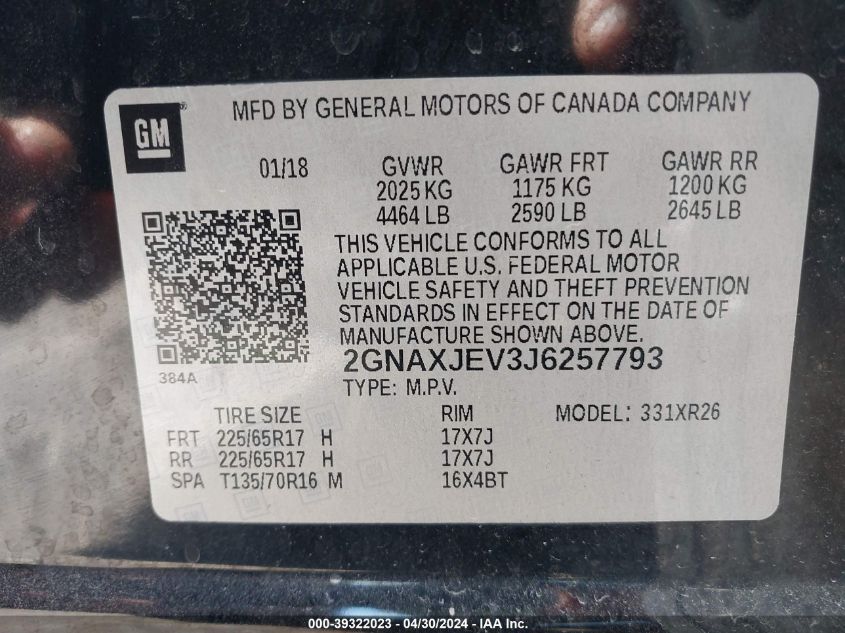 MFD BY GENERAL MOTORS OF CANADA COMPANY
GM ®
01/18 GVWR GAWR FRT GAWR RR
2025 KG 1175 KG 1200 KG
4464 LB 2590 LB 2645 LB
THIS VEHICLE CONFORMS TO ALL
APPLICABLE U.S. FEDERAL MOTOR
VEHICLE SAFETY AND THEFT PREVENTION
STANDARDS IN EFFECT ON THE DATE OF
MANUFACTURE SHOWN ABOVE.
384A
2GNAXJEV3J6257793
TYPE: M.P.V.
TIRE SIZE RIM MODEL: 331XR26
FRT 225/65R17 H 17X7J
RR 225/65R17 H 17X7J
SPA T135/70R16 M 16X4BT
000-39322023 - 04/30/2024 - IAA Inc.